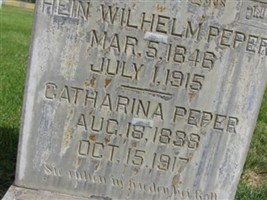 HEIN WILHELM PEPER
MAR. 5, 1846
JULY 1, 1915
CATHARINA PEPER
AUG. 18, 1838
OCT. 15, 1917